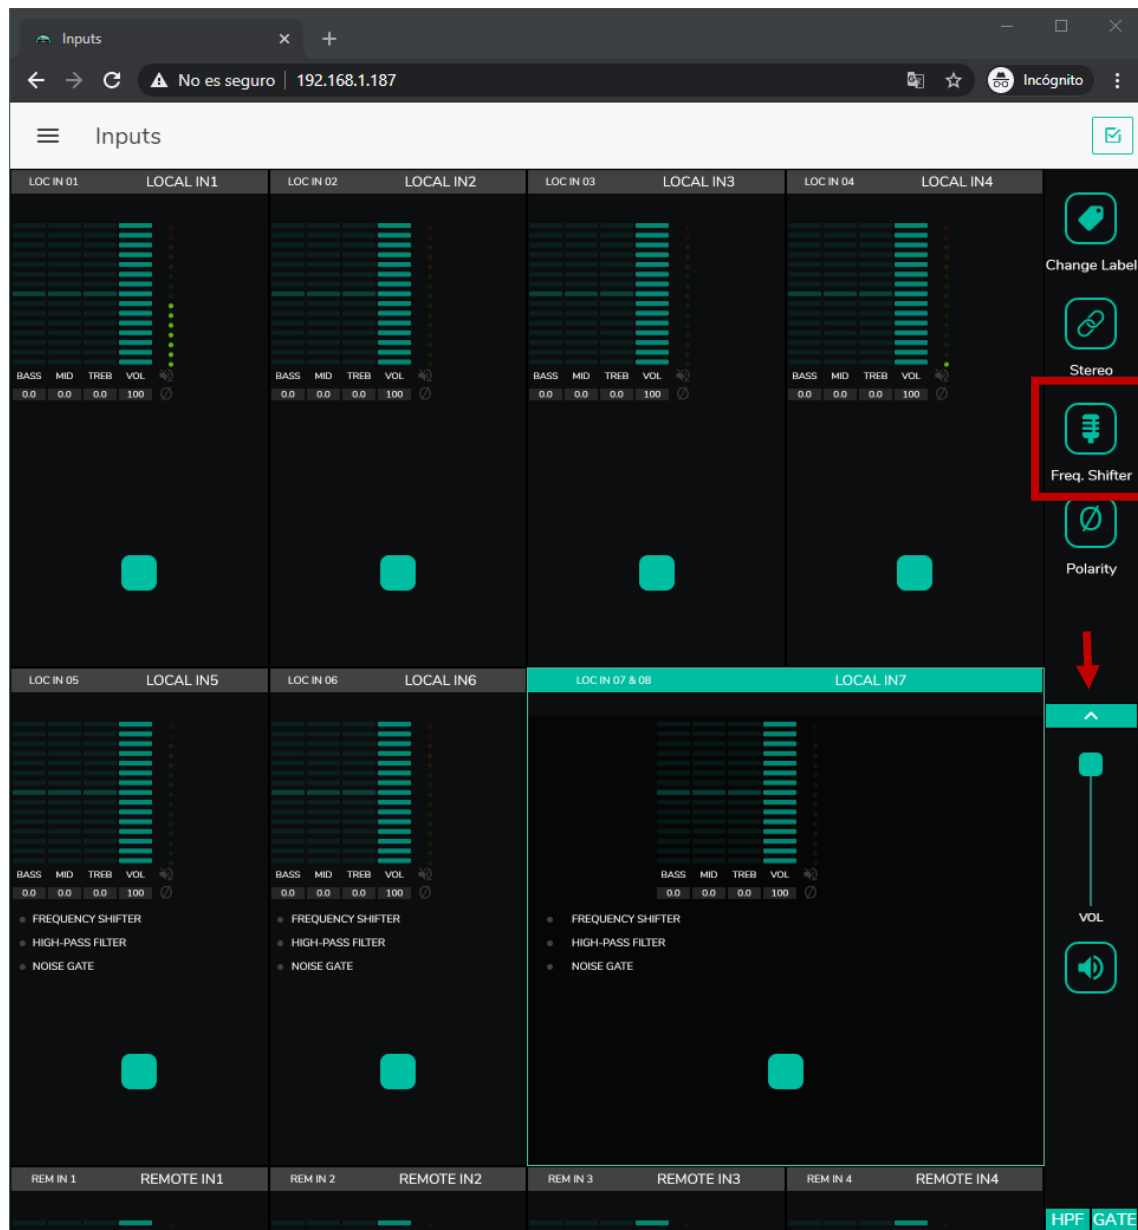 Inputs
No es seguro | 192.168.1.187
Incógnito
Inputs
LOC IN 01 LOCAL IN1
LOC IN 02 LOCAL IN2
LOC IN 03 LOCAL IN3
LOC IN 04 LOCAL IN4
BASS MID TREB VOL
0.0 0.0 0.0 100
BASS MID TREB VOL
0.0 0.0 0.0 100
BASS MID TREB VOL
0.0 0.0 0.0 100
BASS MID TREB VOL
0.0 0.0 0.0 100
Change Label
Stereo
Freq. Shifter
Polarity
LOC IN 05 LOCAL IN5
LOC IN 06 LOCAL IN6
LOC IN 07 & 08 LOCAL IN7
BASS MID TREB VOL
0.0 0.0 0.0 100
FREQUENCY SHIFTER
HIGH-PASS FILTER
NOISE GATE
BASS MID TREB VOL
0.0 0.0 0.0 100
FREQUENCY SHIFTER
HIGH-PASS FILTER
NOISE GATE
BASS MID TREB VOL
0.0 0.0 0.0 100
FREQUENCY SHIFTER
HIGH-PASS FILTER
NOISE GATE
VOL
REM IN 1 REMOTE IN1
REM IN 2 REMOTE IN2
REM IN 3 REMOTE IN3
REM IN 4 REMOTE IN4
HPF GATE